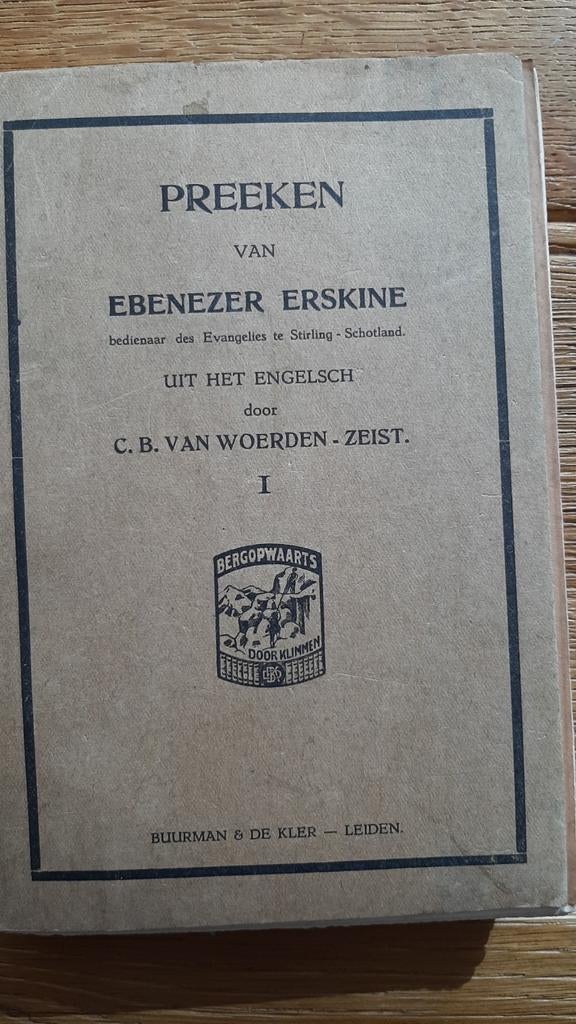 PREEKEN
VAN
EBENEZER ERSKINE
bedienaar des Evangelies te Stirling - Schotland.
UIT HET ENGELSCH
door
C. B. VAN WOERDEN - ZEIST.
I
BERGOPWAARTS
DOOR KLIMMEN
BUURMAN & DE KLER — LEIDEN.